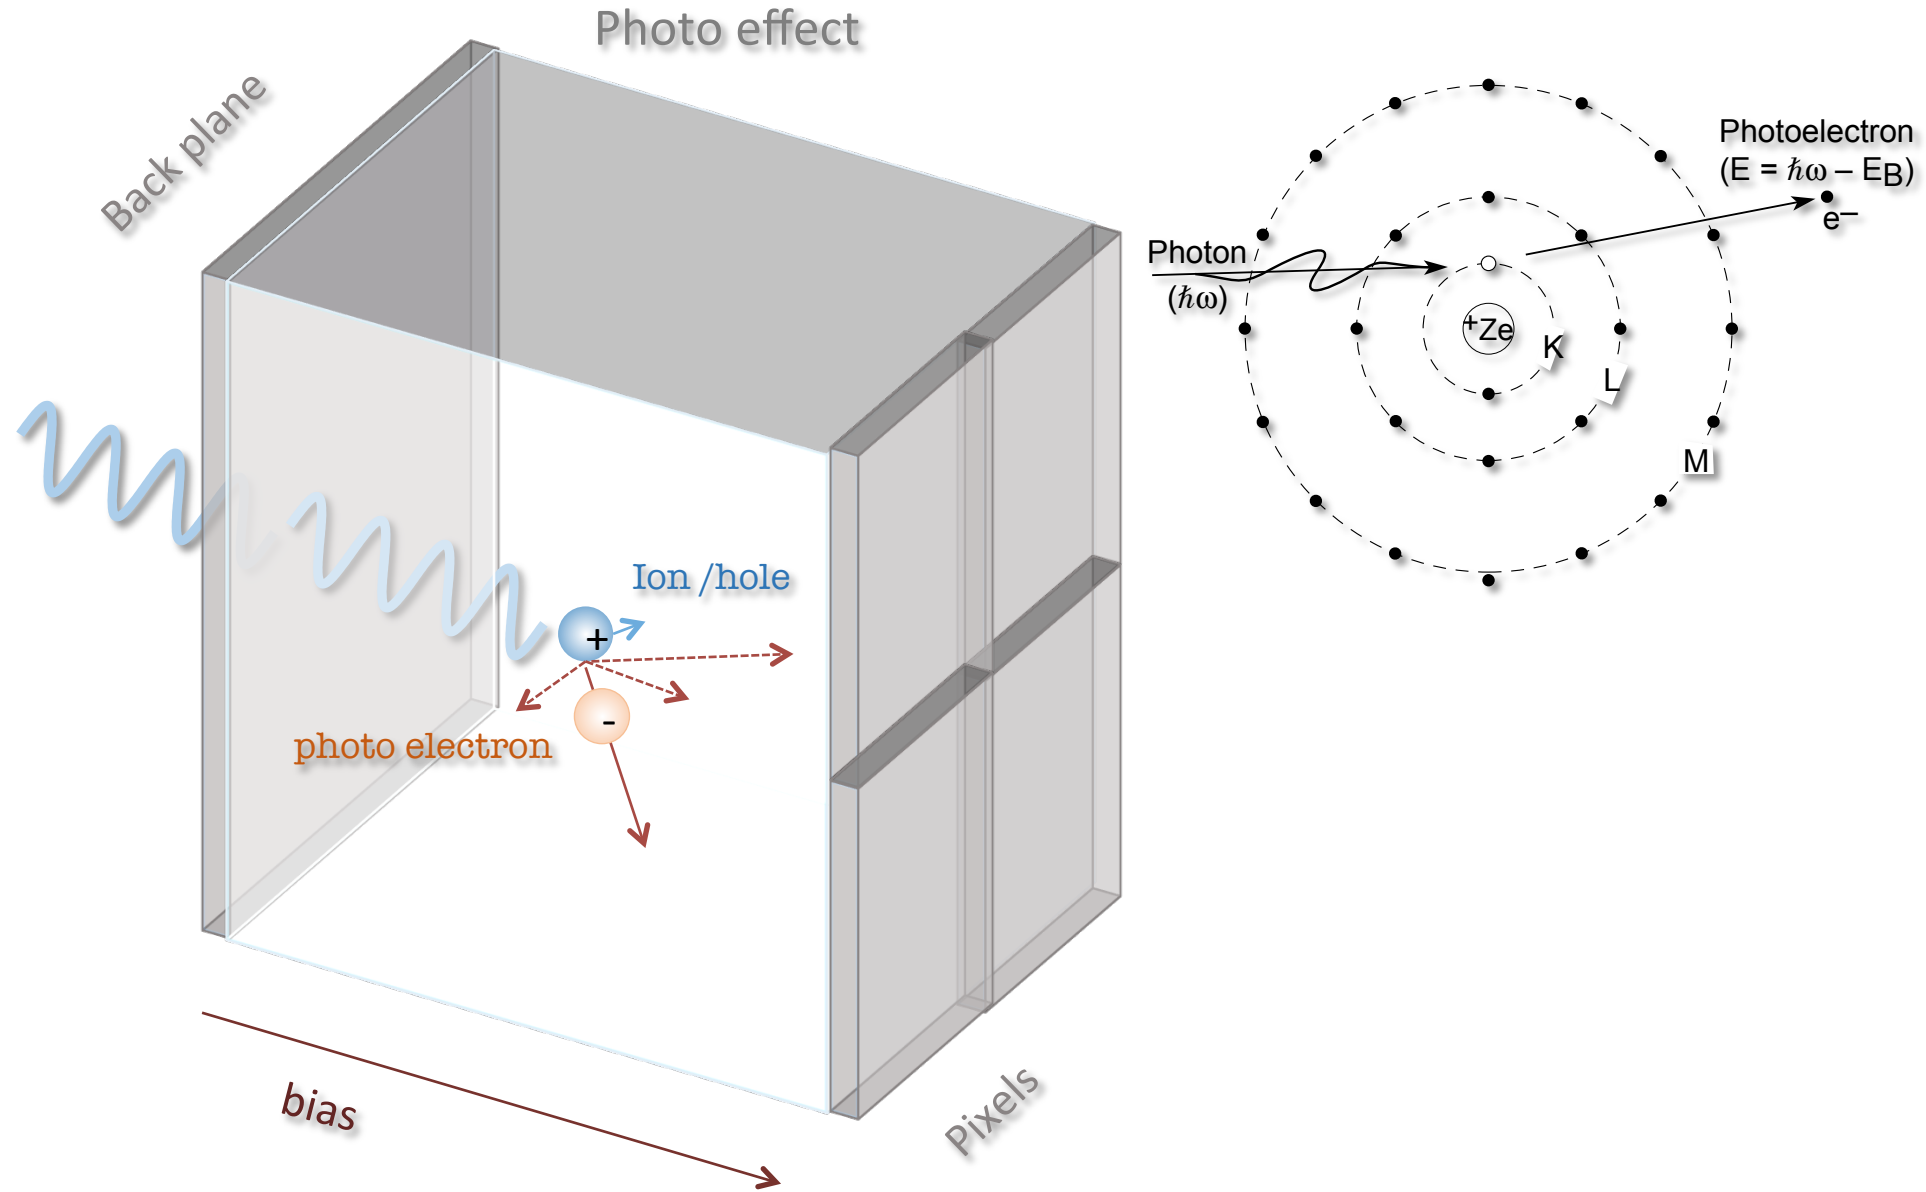 Photo effect
Back plane
Photoelectron
(E = ℏω – EB)
e–
Photon
(ℏω)
+Ze
K
L
M
Ion /hole
+
-
photo electron
bias
Pixels